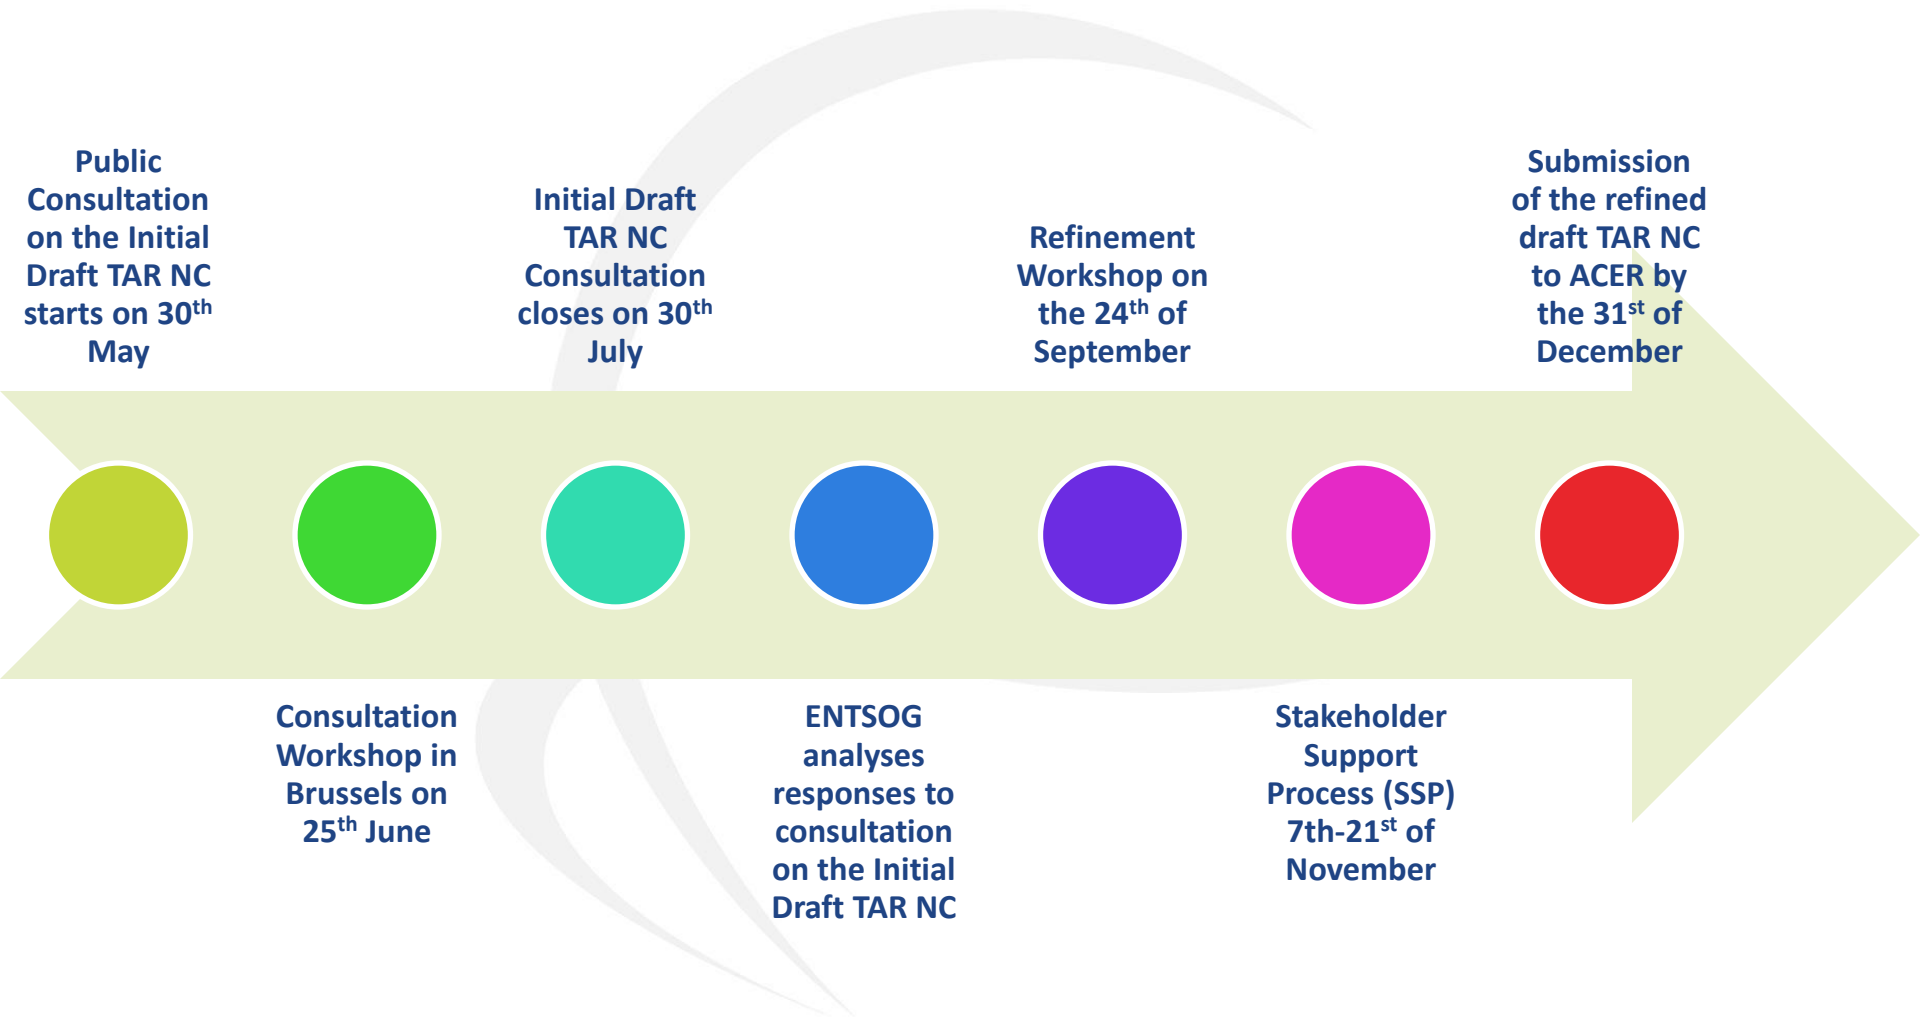 Public
Consultation
on the Initial
Draft TAR NC
starts on 30th
May
Consultation
Workshop in
Brussels on
25th June
Initial Draft
TAR NC
Consultation
closes on 30th
July
ENTSOG
analyses
responses to
consultation
on the Initial
Draft TAR NC
Refinement
Workshop on
the 24th of
September
Stakeholder
Support
Process (SSP)
7th-21st of
November
Submission
of the refined
draft TAR NC
to ACER by
the 31st of
December